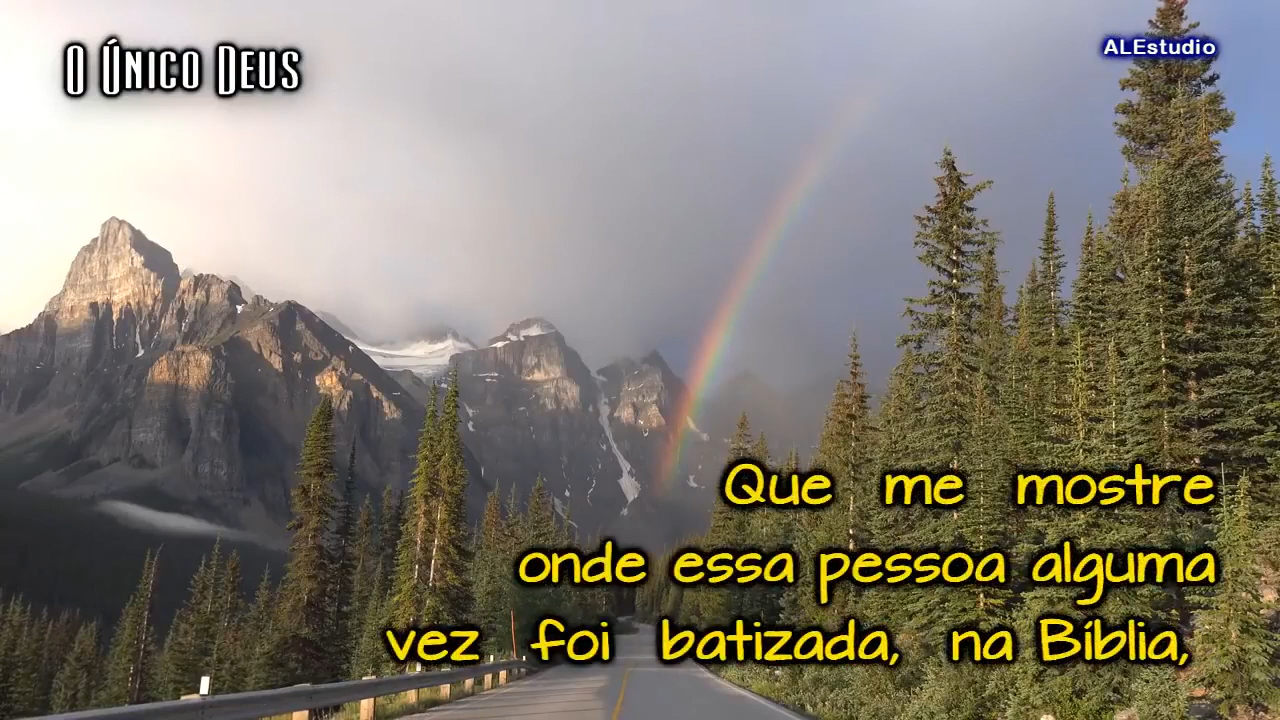 O Único Deus
ALEstudio
Que me mostre
onde essa pessoa alguma
vez foi batizada, na Bíblia,